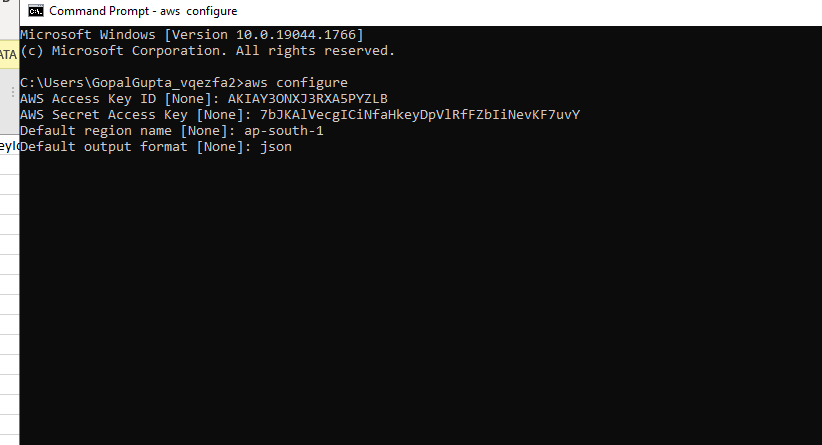 Command Prompt - aws  configure
Microsoft Windows [Version 10.0.19044.1766]
(c) Microsoft Corporation. All rights reserved.
ATA
C:\Users\GopalGupta_vqezfa2>aws configure
AWS Access Key ID [None]: AKIAY3ONXJ3RXA5PYZLB
AWS Secret Access Key [None]: 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
Default region name [None]: ap-south-1
Default output format [None]: json